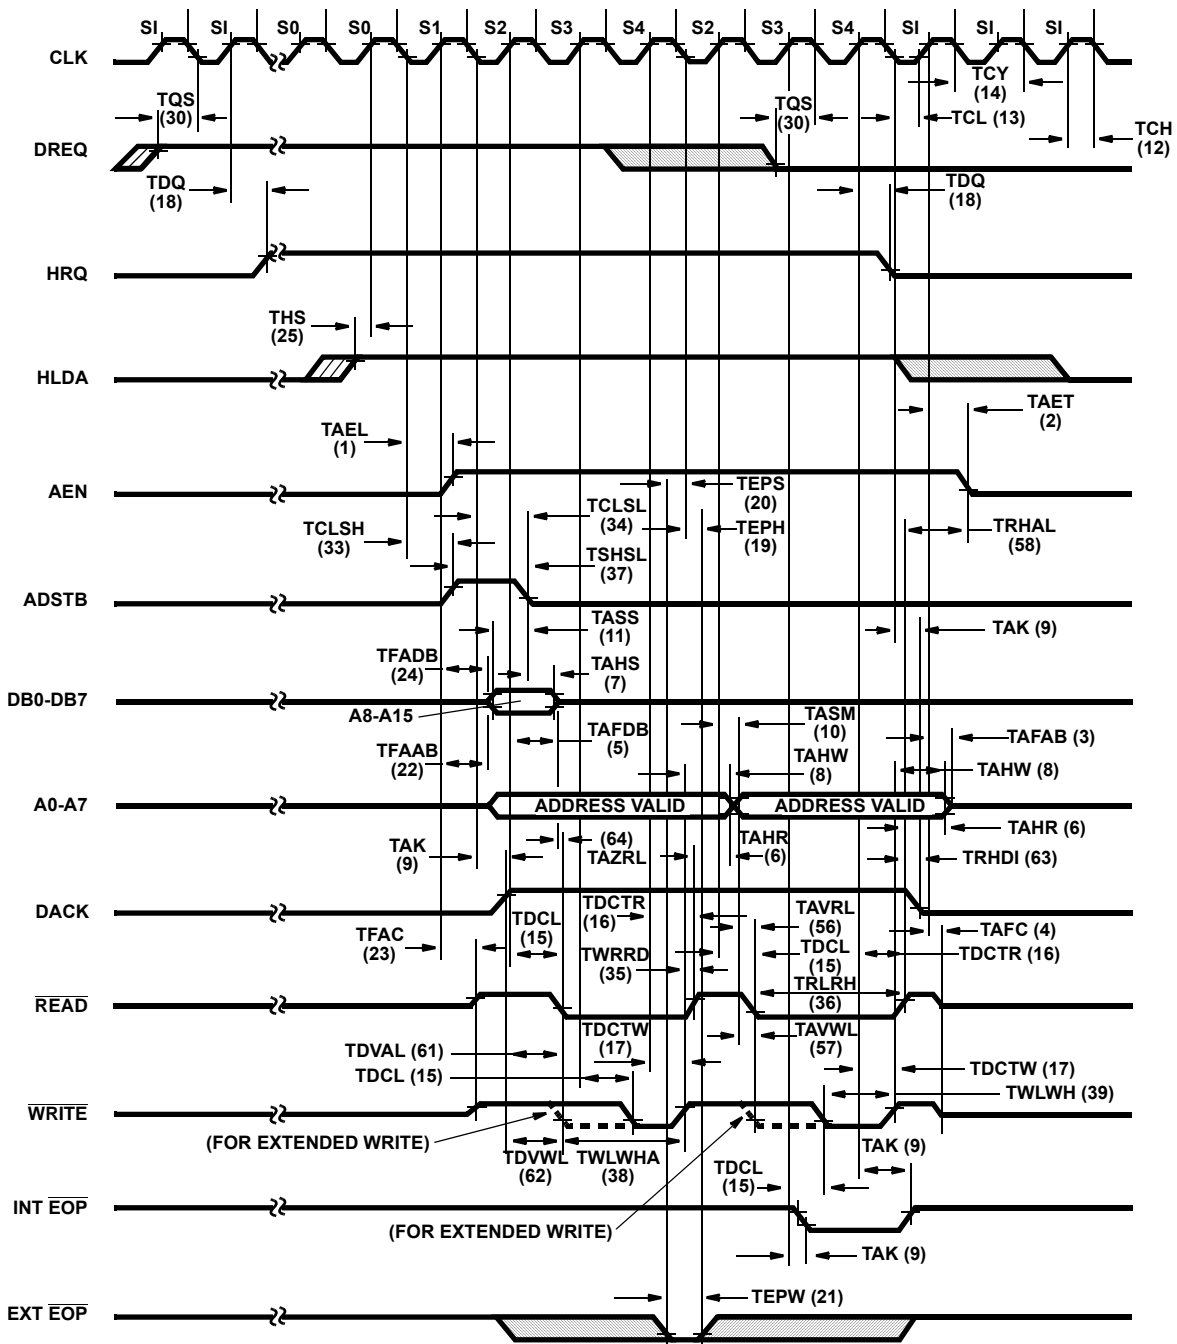 SI SI S0 S0 S1 S2 S3 S4 S2 S3 S4 SI SI SI
CLK
TQS
(30)
TQS
(30)
TCY
(14)
TCL (13)
TCH
(12)
DREQ
TDQ
(18)
TDQ
(18)
HRQ
THS
(25)
HLDA
TAET
(2)
TAEL
(1)
AEN
TEPS
(20)
TCLSL
(34)
TEPH
(19)
TCLSH
(33)
TRHAL
(58)
TSHSL
(37)
ADSTB
TASS
(11)
TAK (9)
TFADB
(24)
TAHS
(7)
DB0-DB7
A8-A15
TASM
(10)
TAFDB
(5)
TAFAB (3)
TFAAB
(22)
TAHW
(8)
TAHW (8)
A0-A7
ADDRESS VALID ADDRESS VALID
TAHR (6)
(64)
TAZRL
TAHR
(6)
TAK
(9)
TRHDI (63)
DACK
TDCTR
(16)
TAVRL
(56)
TDCL
(15)
TAFC (4)
TFAC
(23)
TWRRD
(35)
TDCL
(15)
TDCTR (16)
TRLRH
(36)
READ
TDCTW
(17)
TAVWL
(57)
TDVAL (61)
TDCTW (17)
TDCL (15)
TWLWH (39)
WRITE
(FOR EXTENDED WRITE)
TDVWL
(62)
TWLWHA
(38)
TAK (9)
TDCL
(15)
INT EOP
(FOR EXTENDED WRITE)
TAK (9)
TEPW (21)
EXT EOP